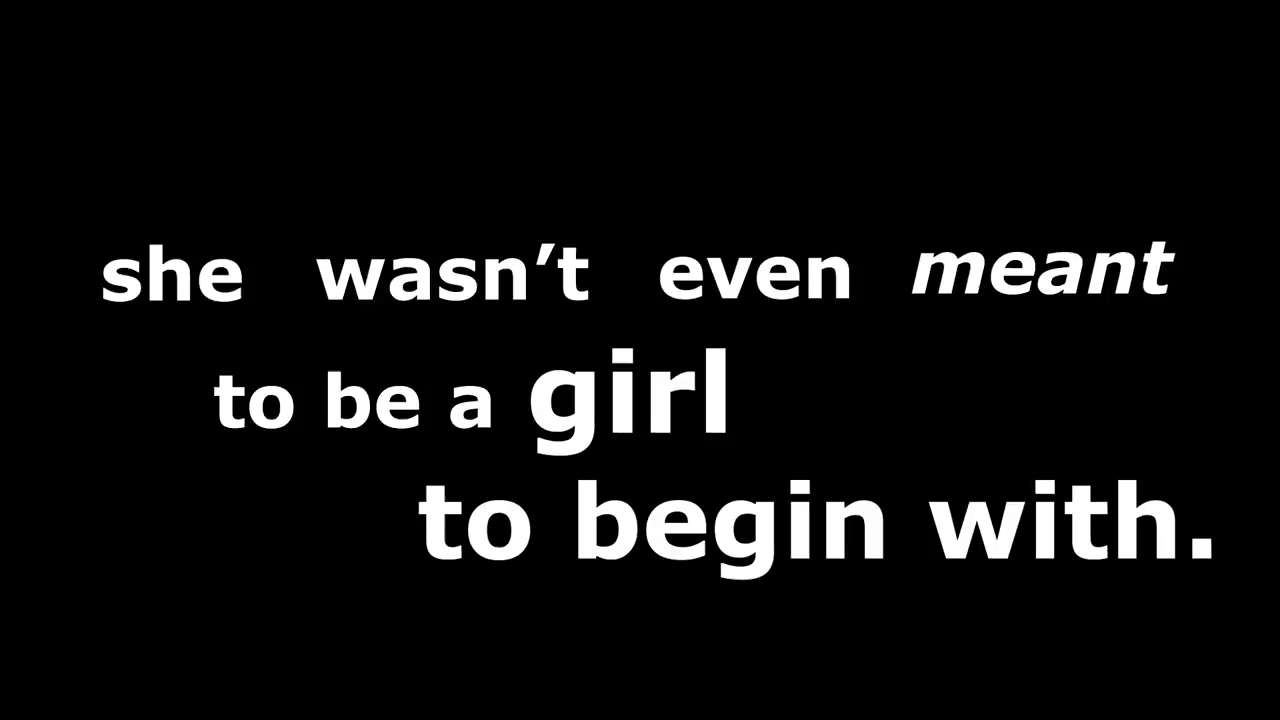 she wasn’t even meant
to be a girl
to begin with.